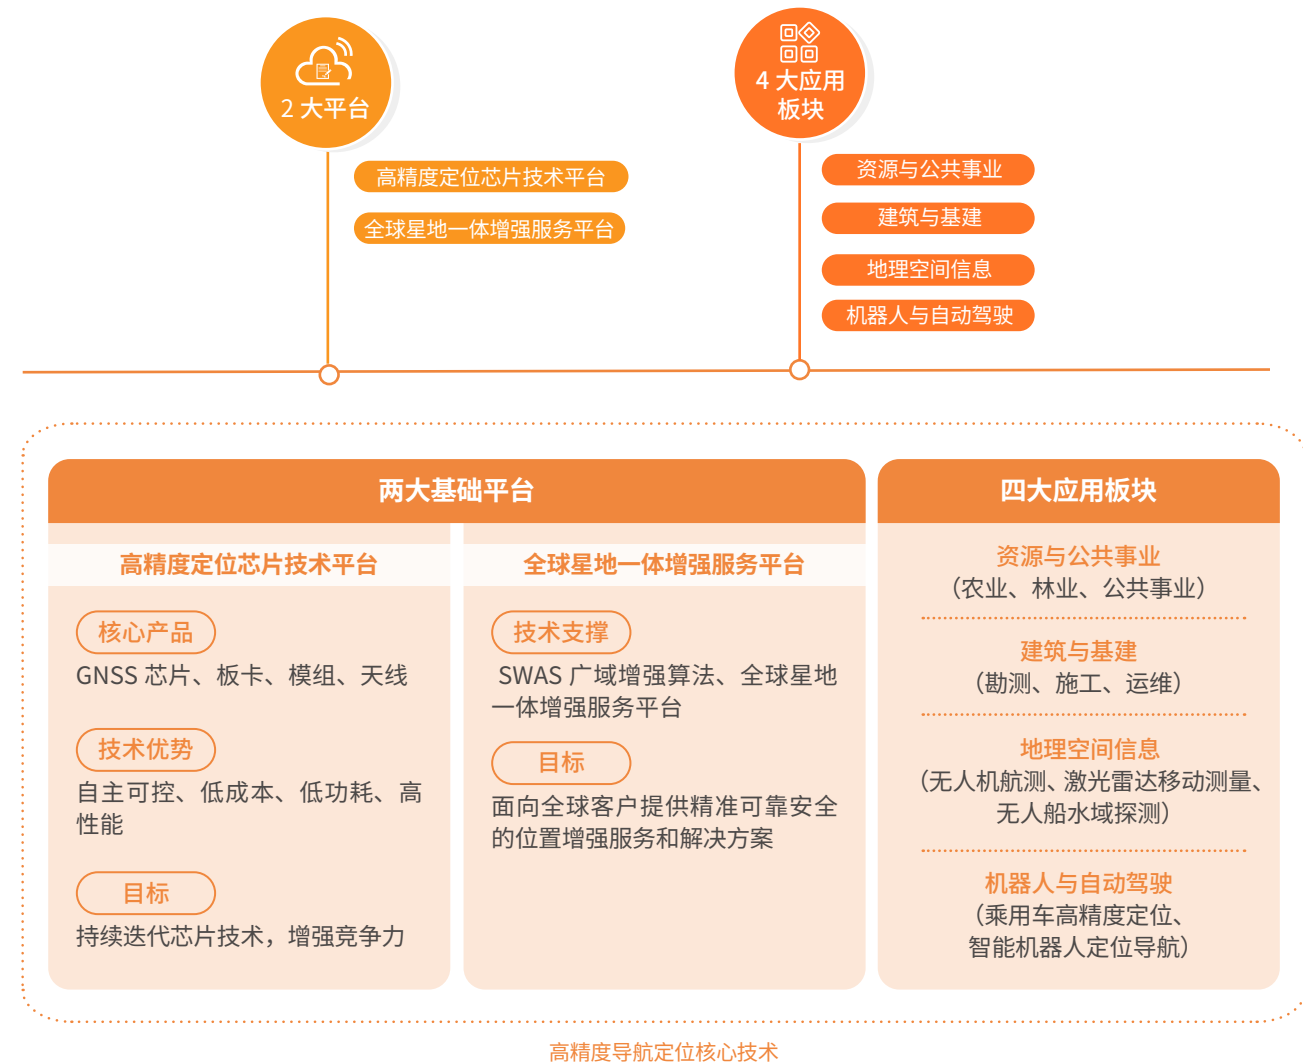 2 大平台
高精度定位芯片技术平台
全球星地一体增强服务平台
4 大应用
板块
资源与公共事业
建筑与基建
地理空间信息
机器人与自动驾驶
两大基础平台
高精度定位芯片技术平台
核心产品
GNSS 芯片、板卡、模组、天线
技术优势
自主可控、低成本、低功耗、高
性能
目标
持续迭代芯片技术，增强竞争力
全球星地一体增强服务平台
技术支撑
SWAS 广域增强算法、全球星地
一体增强服务平台
目标
面向全球客户提供精准可靠安全
的位置增强服务和解决方案
四大应用板块
资源与公共事业
（农业、林业、公共事业）
建筑与基建
（勘测、施工、运维）
地理空间信息
（无人机航测、激光雷达移动测量、
无人船水域探测）
机器人与自动驾驶
（乘用车高精度定位、
智能机器人定位导航）
高精度导航定位核心技术